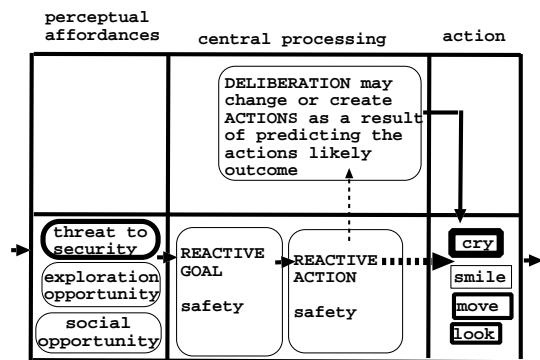 perceptual
affordances
central processing
action
DELIBERATION may
change or create
ACTIONS as a result
of predicting the
actions likely
outcome
threat to
security
exploration
opportunity
social
opportunity
REACTIVE
GOAL
safety
REACTIVE
ACTION
safety
cry
smile
move
look